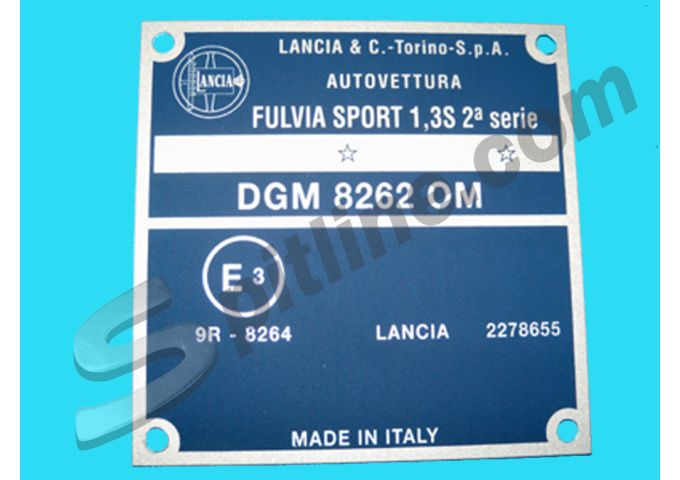 LANCIA & C.-Torino-S.p.A.
LANCIA
AUTOVETTURA
FULVIA SPORT 1,3S 2ª serie
DGM 8262 OM
E 3
9R - 8264 LANCIA 2278655
MADE IN ITALY
Spitlino.com